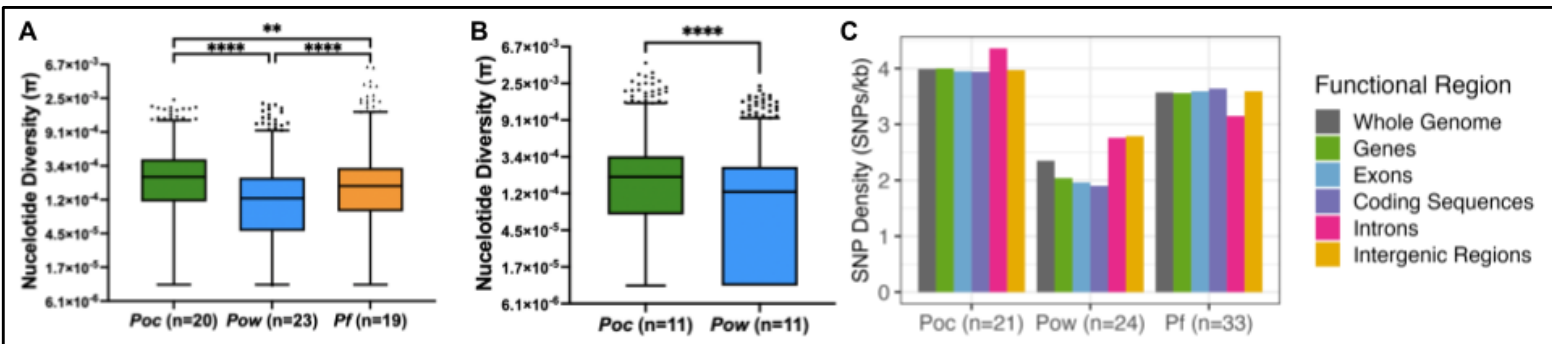 A
**
****
****
Nucelotide Diversity (π)
6.7×10⁻³
2.5×10⁻³
9.1×10⁻⁴
3.4×10⁻⁴
1.2×10⁻⁴
4.5×10⁻⁵
1.7×10⁻⁵
6.1×10⁻⁶
Poc (n=20) Pow (n=23) Pf (n=19)
B
****
Nucelotide Diversity (π)
6.7×10⁻³
2.5×10⁻³
9.1×10⁻⁴
3.4×10⁻⁴
1.2×10⁻⁴
4.5×10⁻⁵
1.7×10⁻⁵
6.1×10⁻⁶
Poc (n=11) Pow (n=11)
C
SNP Density (SNPs/kb)
4
3
2
1
0
Poc (n=21) Pow (n=24) Pf (n=33)
Functional Region
Whole Genome
Genes
Exons
Coding Sequences
Introns
Intergenic Regions